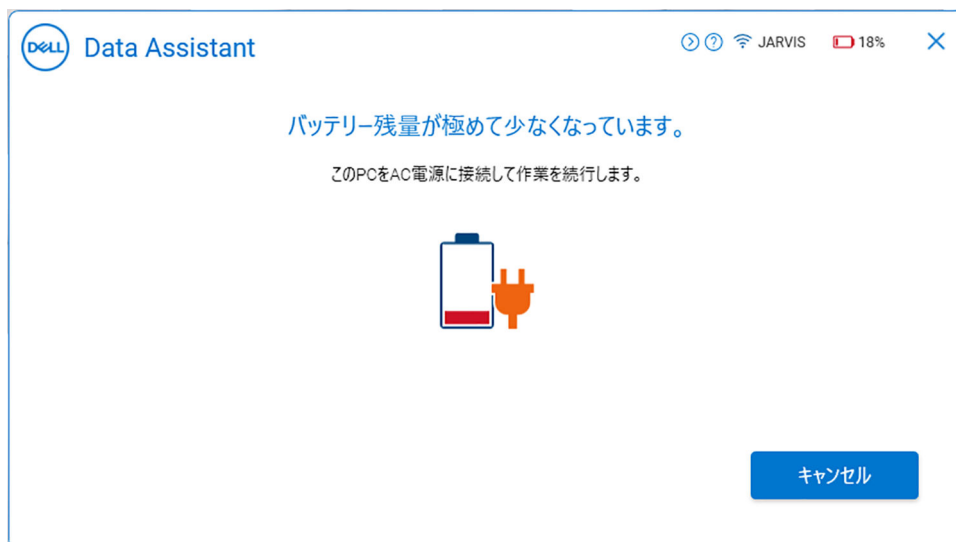 DELL Data Assistant JARVIS 18%
バッテリー残量が極めて少なくなっています。
このPCをAC電源に接続して作業を続行します。
キャンセル